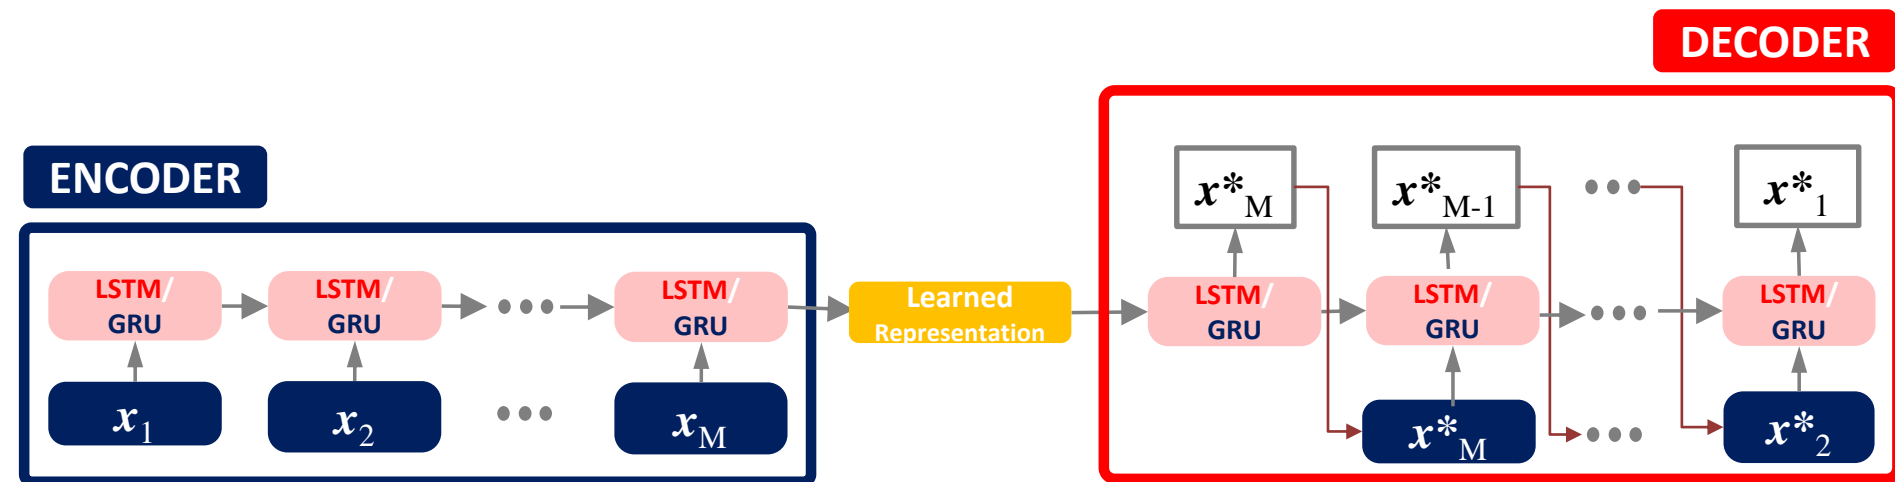 DECODER
ENCODER
x*M
x*M-1
x*1
LSTM/
GRU
LSTM/
GRU
LSTM/
GRU
Learned
Representation
LSTM/
GRU
LSTM/
GRU
LSTM/
GRU
x1
x2
xM
x*M
x*2